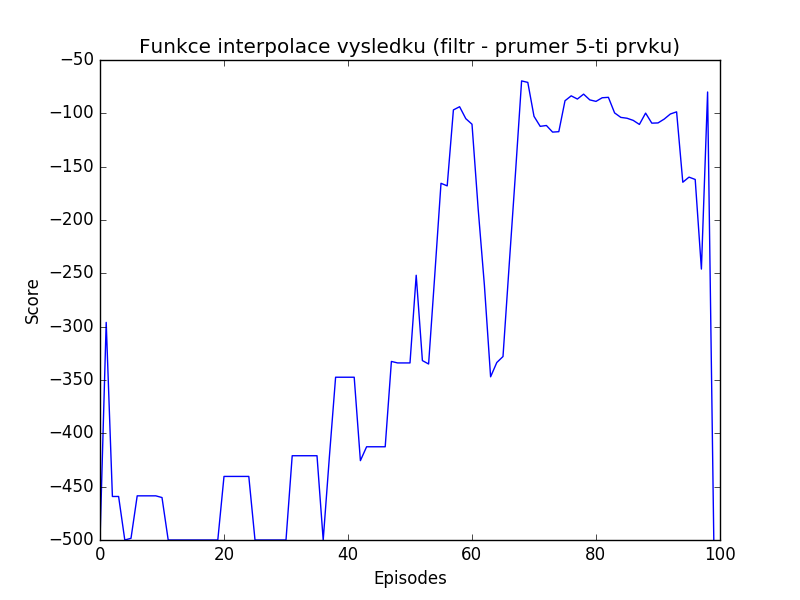 Funkce interpolace vysledku (filtr - prumer 5-ti prvku)
−50
−100
−150
−200
−250
−300
−350
−400
−450
−500
Score
0 20 40 60 80 100
Episodes